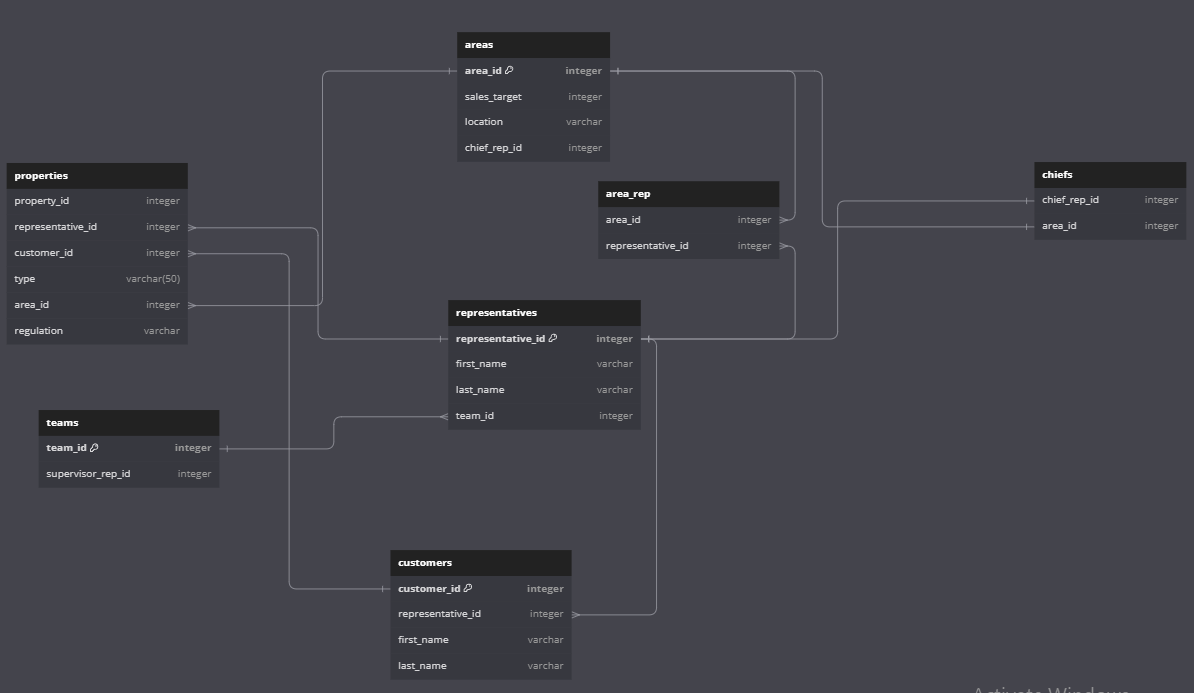 areas
area_id integer
sales_target integer
location varchar
chief_rep_id integer
properties
property_id integer
representative_id integer
customer_id integer
type varchar(50)
area_id integer
regulation varchar
area_rep
area_id integer
representative_id integer
chiefs
chief_rep_id integer
area_id integer
representatives
representative_id integer
first_name varchar
last_name varchar
team_id integer
teams
team_id integer
supervisor_rep_id integer
customers
customer_id integer
representative_id integer
first_name varchar
last_name varchar
Activate Windows